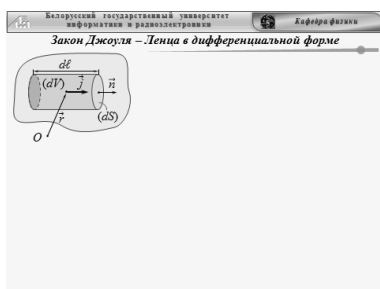 Белорусский государственный университет
информатики и радиоэлектроники
Кафедра физики
Закон Джоуля – Ленца в дифференциальной форме
dℓ
(dV) j⃗ n⃗
r⃗ (dS)
O